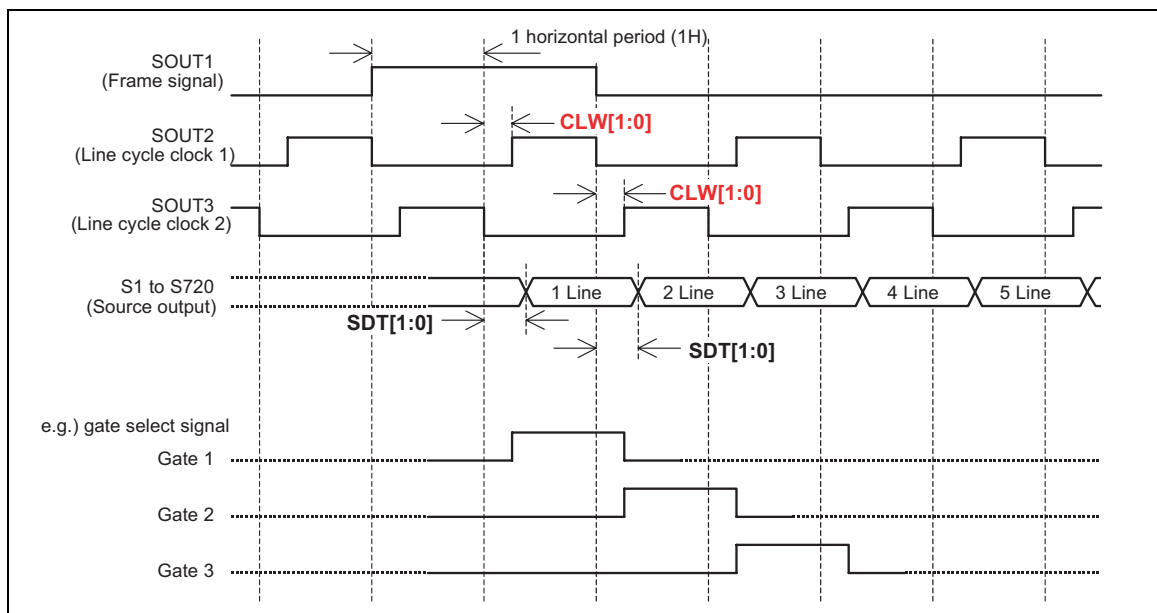 1 horizontal period (1H)
SOUT1
(Frame signal)
CLW[1:0]
SOUT2
(Line cycle clock 1)
CLW[1:0]
SOUT3
(Line cycle clock 2)
S1 to S720
(Source output)
1 Line
2 Line
3 Line
4 Line
5 Line
SDT[1:0]
SDT[1:0]
e.g.) gate select signal
Gate 1
Gate 2
Gate 3